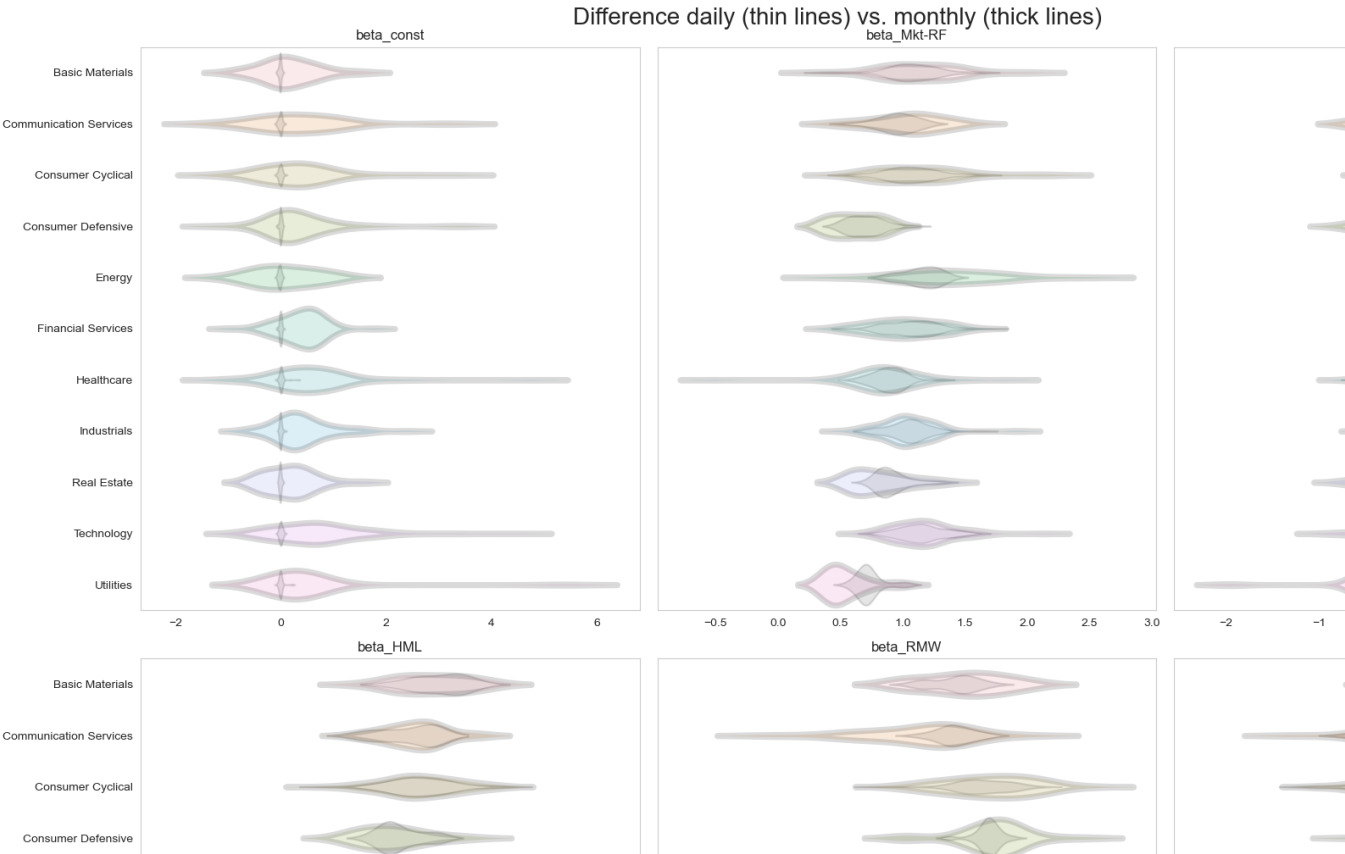 Difference daily (thin lines) vs. monthly (thick lines)
beta_const
beta_Mkt-RF
Basic Materials
Communication Services
Consumer Cyclical
Consumer Defensive
Energy
Financial Services
Healthcare
Industrials
Real Estate
Technology
Utilities
−2 0 2 4 6
−0.5 0.0 0.5 1.0 1.5 2.0 2.5 3.0
−2 −1
beta_HML
beta_RMW
Basic Materials
Communication Services
Consumer Cyclical
Consumer Defensive